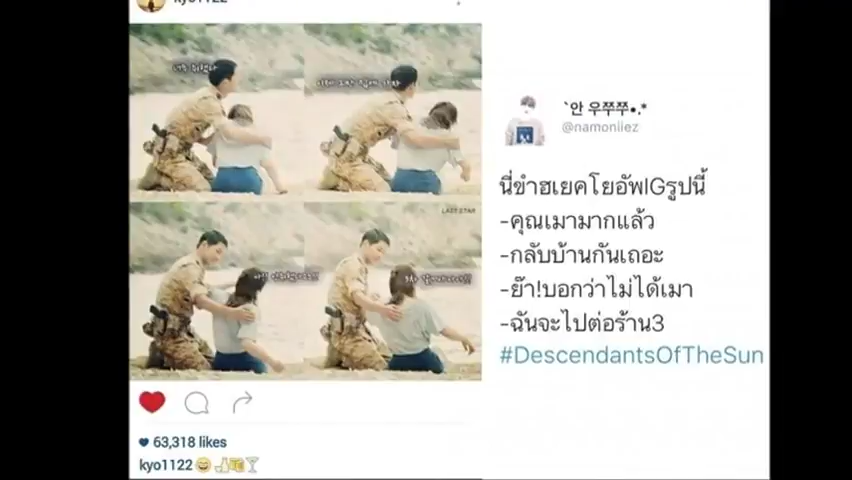 kyo1122
LAST STAR
63,318 likes
kyo1122
`안 우쭈쭈•.*
@namoniiez
นี่ขำฮเยคโยอัพIGรูปนี้
-คุณเมามากแล้ว
-กลับบ้านกันเถอะ
-ย๊า!บอกว่าไม่ได้เมา
-ฉันจะไปต่อร้าน3
#DescendantsOfTheSun